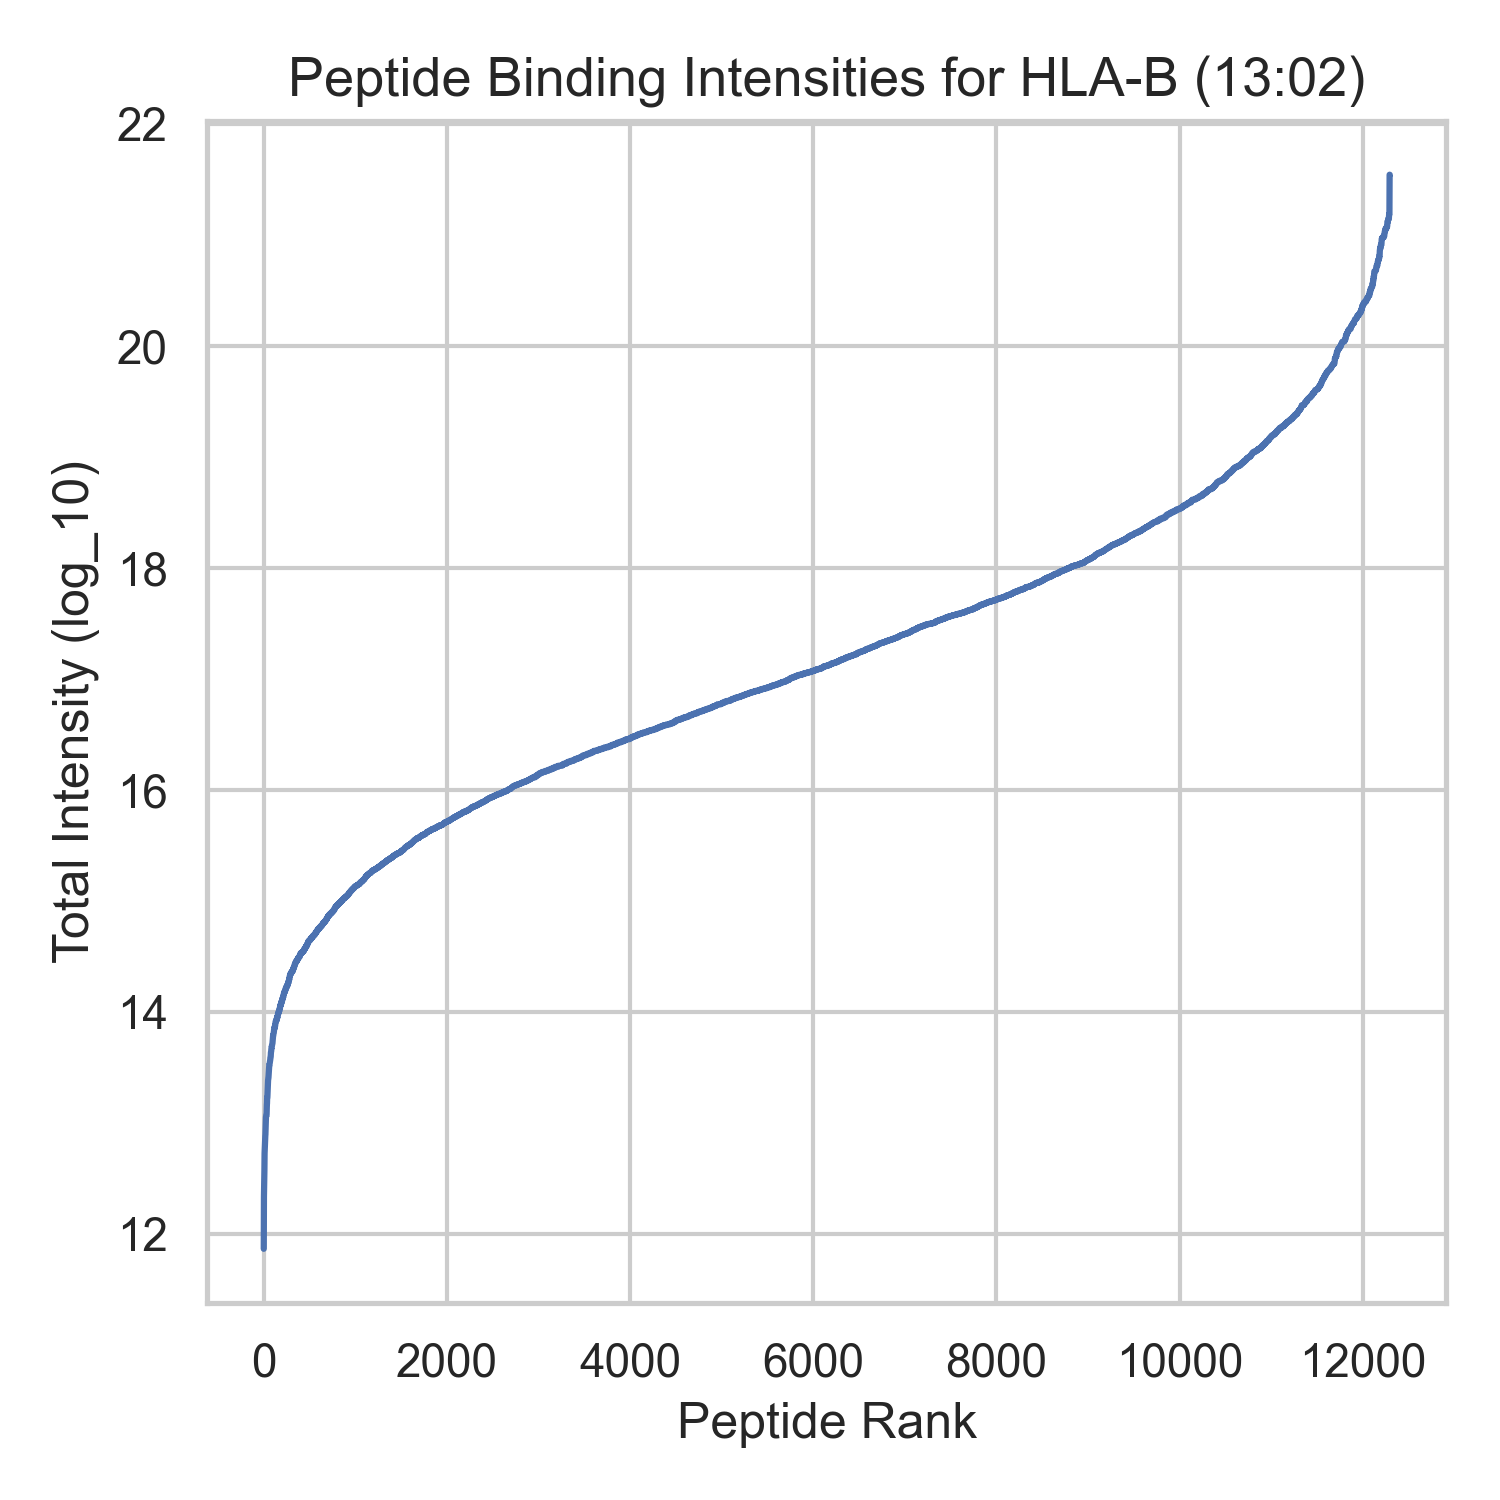 Peptide Binding Intensities for HLA-B (13:02)
22
20
18
16
14
12
Total Intensity (log_10)
0 2000 4000 6000 8000 10000 12000
Peptide Rank